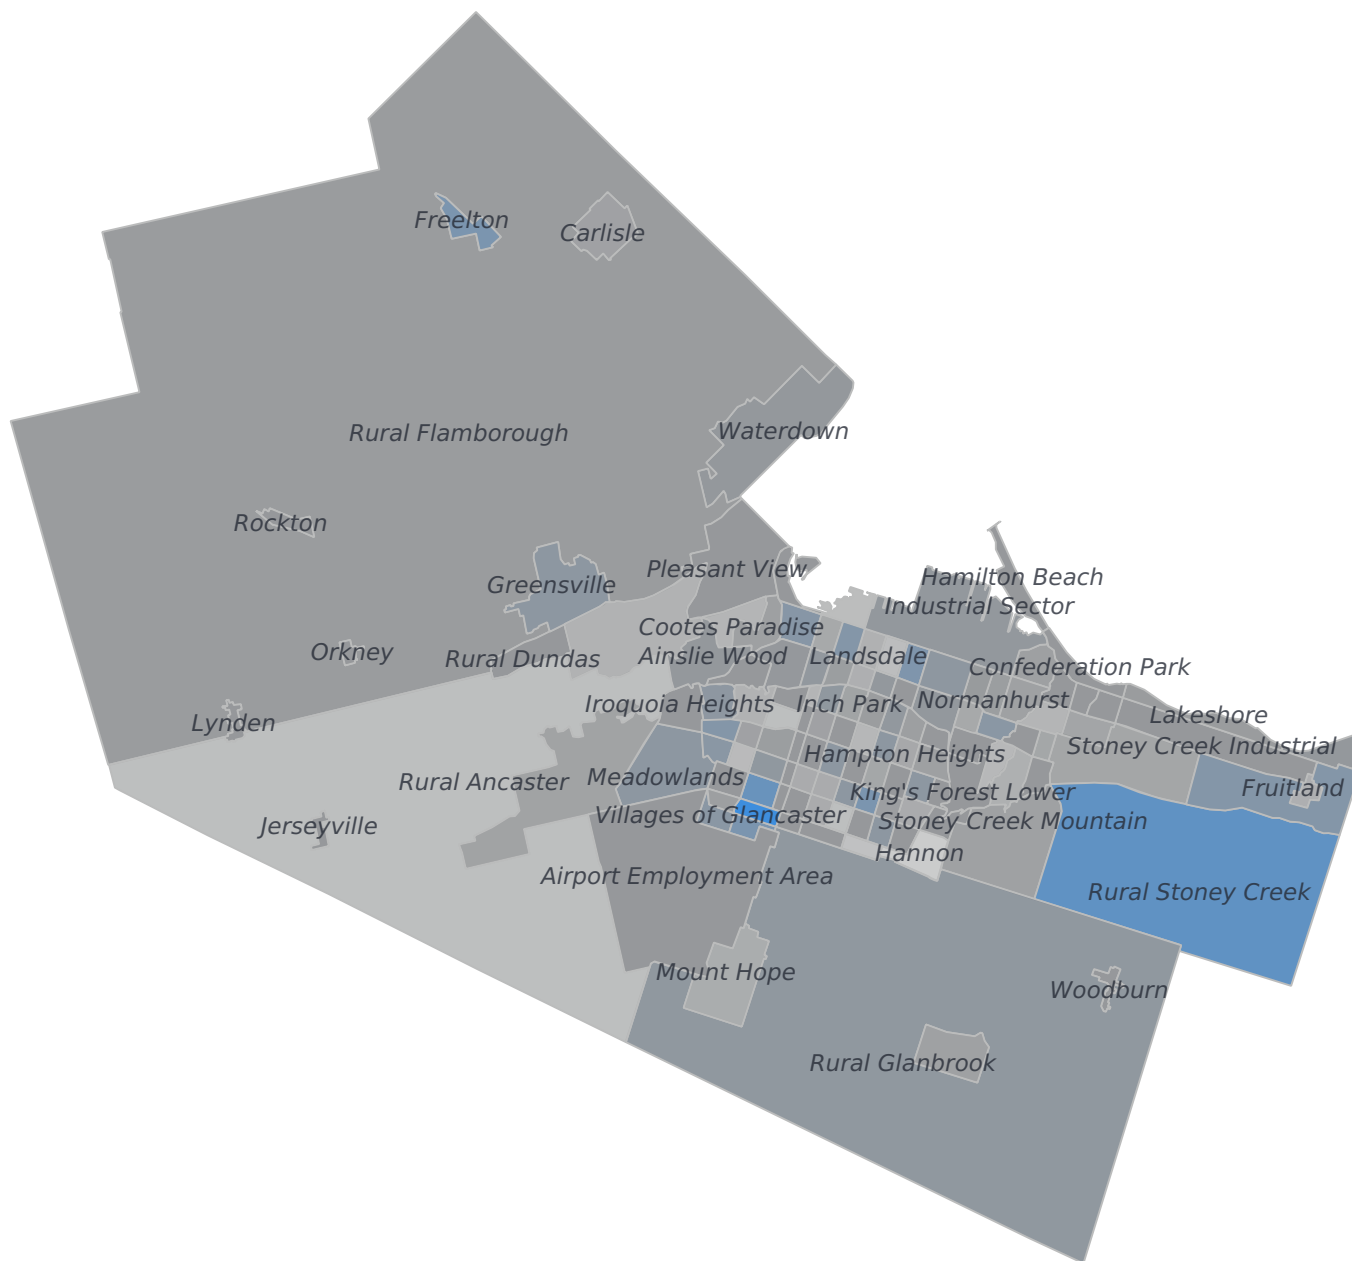 Freelton
Carlisle
Rural Flamborough
Waterdown
Rockton
Greensville
Pleasant View
Hamilton Beach
Industrial Sector
Cootes Paradise
Orkney
Rural Dundas
Ainslie Wood
Landsdale
Confederation Park
Iroquoia Heights
Inch Park
Normanhurst
Lynden
Lakeshore
Stoney Creek Industrial
Hampton Heights
Rural Ancaster
Meadowlands
King's Forest Lower
Fruitland
Jerseyville
Villages of Glancaster
Stoney Creek Mountain
Hannon
Airport Employment Area
Rural Stoney Creek
Mount Hope
Woodburn
Rural Glanbrook